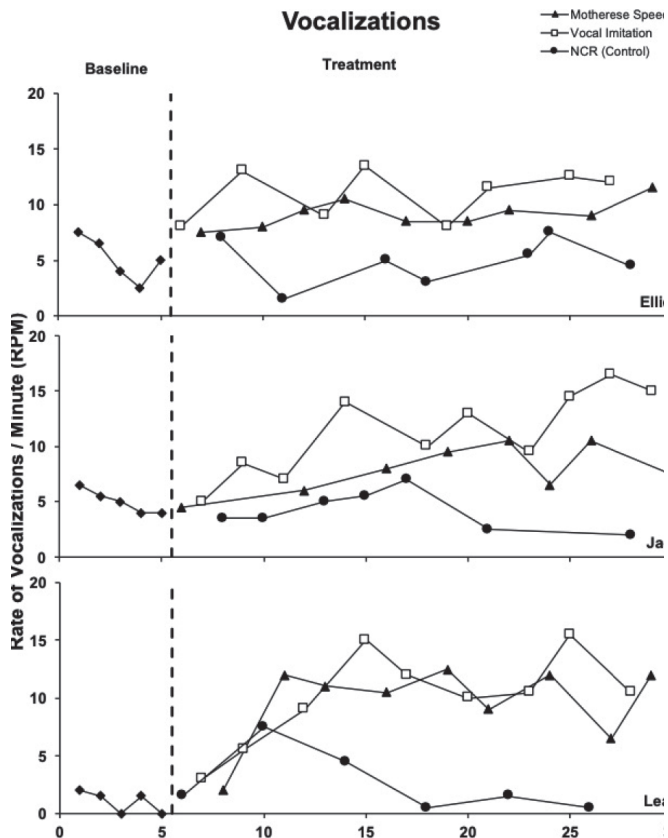 Vocalizations
Motherese Speec
Vocal Imitation
NCR (Control)
Baseline
Treatment
Rate of Vocalizations / Minute (RPM)
20
15
10
5
0
Ellio
20
15
10
5
0
Ja
20
15
10
5
0
Lea
0
5
10
15
20
25